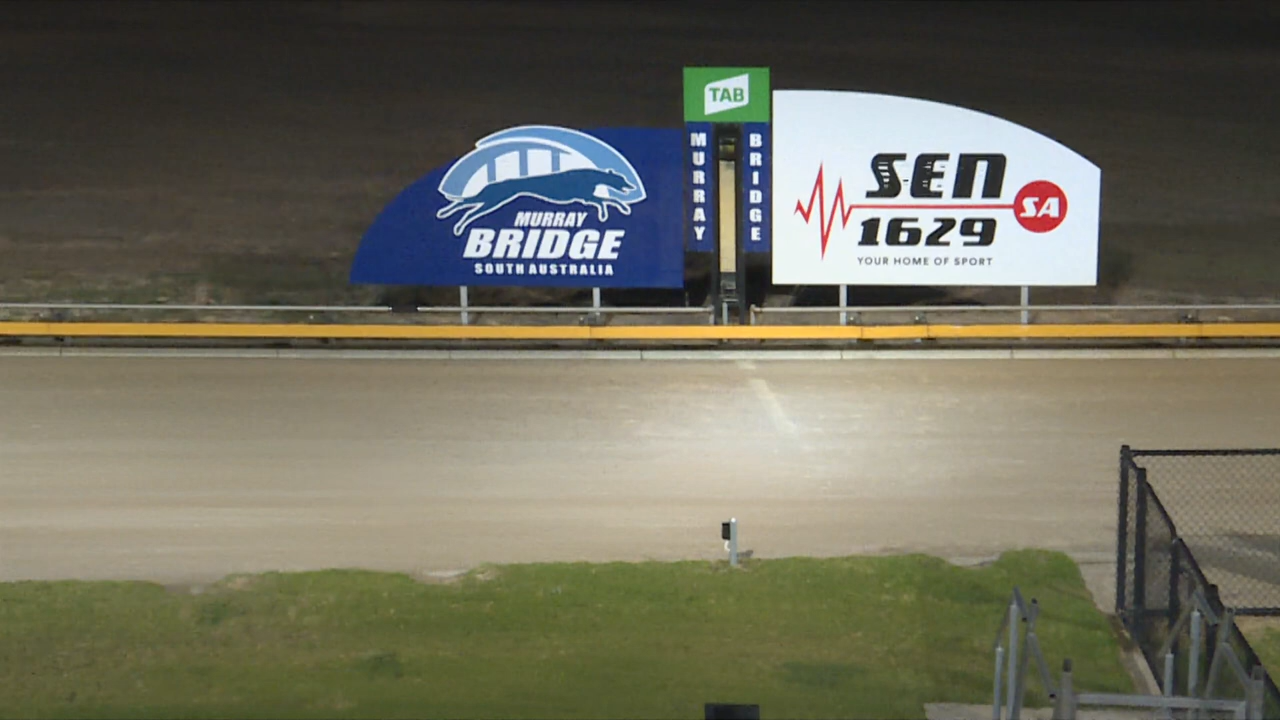 TAB
MURRAY
BRIDGE
MURRAY
BRIDGE
SOUTH AUSTRALIA
SEN
SA
1629
YOUR HOME OF SPORT